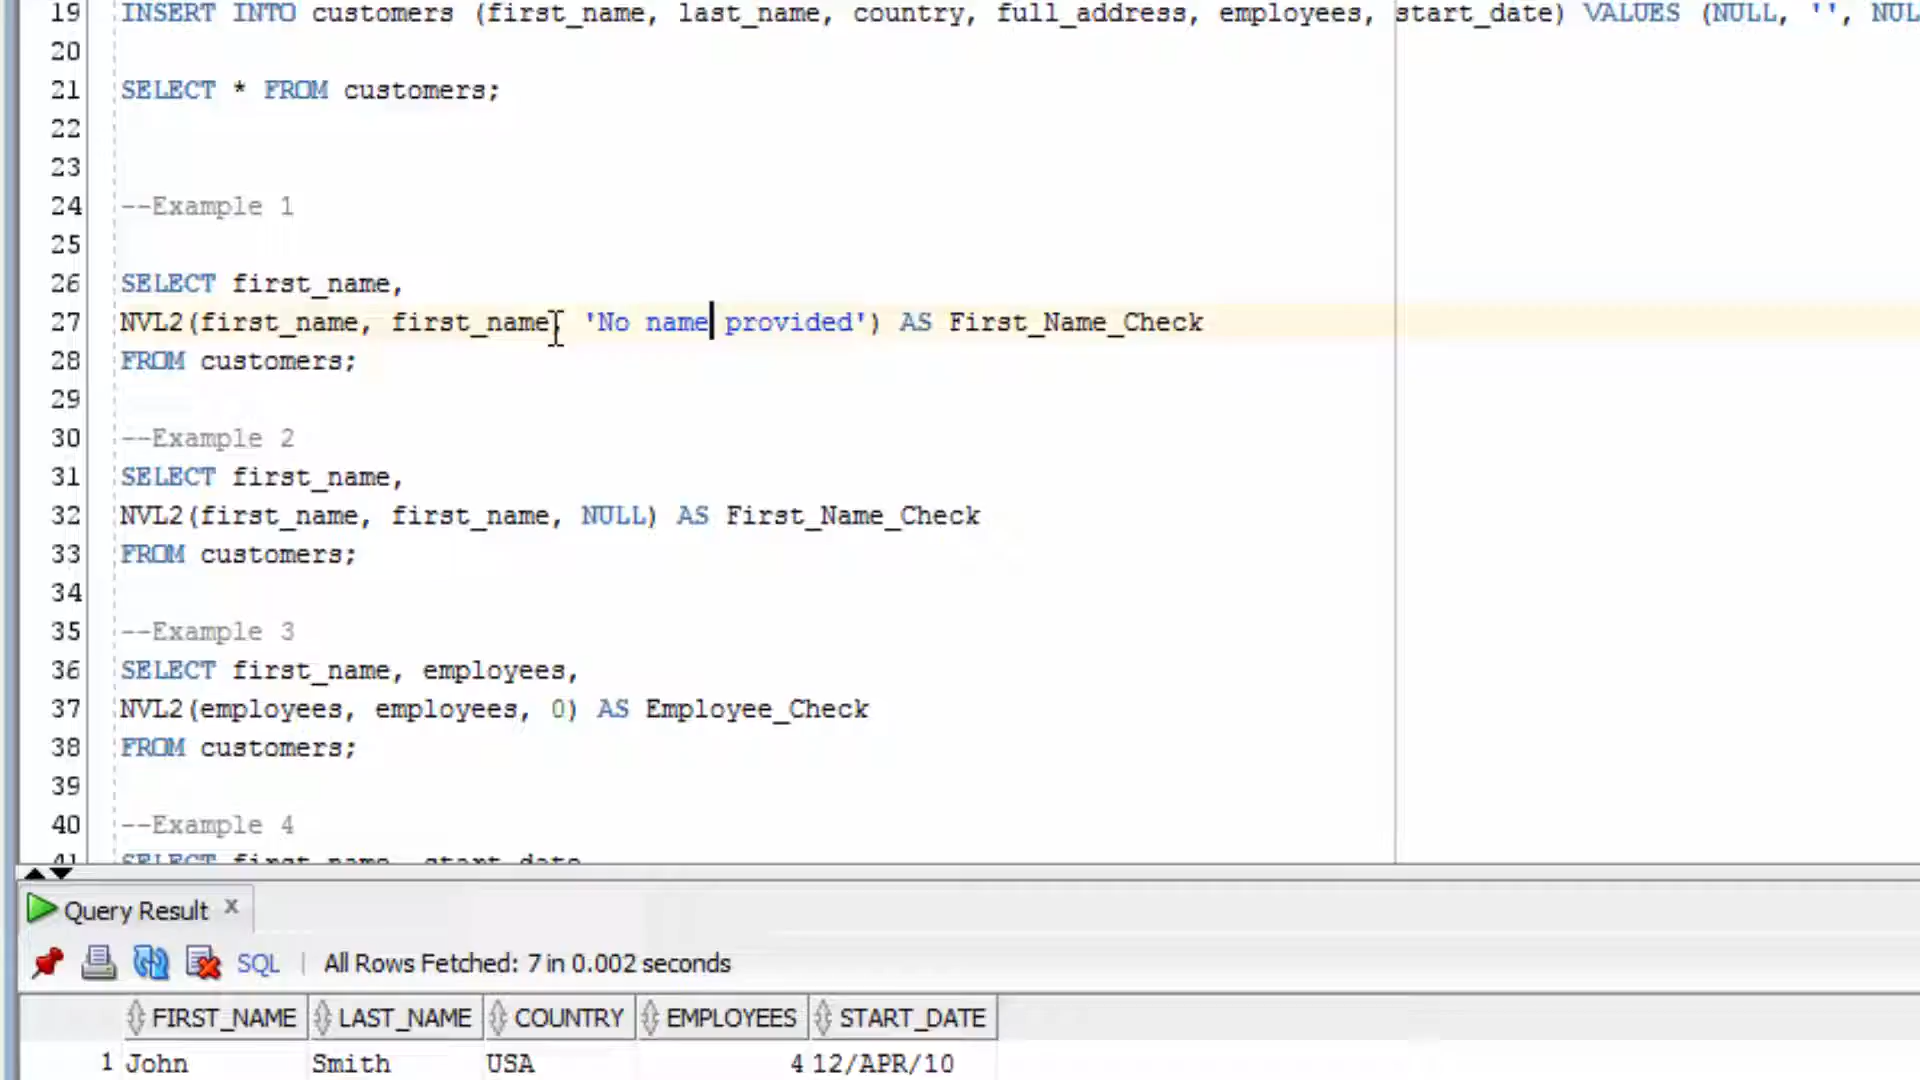 19 INSERT INTO customers (first_name, last_name, country, full_address, employees, start_date) VALUES (NULL, '', NUL
20
21 SELECT * FROM customers;
22
23
24 --Example 1
25
26 SELECT first_name,
27 NVL2(first_name, first_name, 'No name provided') AS First_Name_Check
28 FROM customers;
29
30 --Example 2
31 SELECT first_name,
32 NVL2(first_name, first_name, NULL) AS First_Name_Check
33 FROM customers;
34
35 --Example 3
36 SELECT first_name, employees,
37 NVL2(employees, employees, 0) AS Employee_Check
38 FROM customers;
39
40 --Example 4
41 SELECT first_name, start_date
Query Result x
SQL | All Rows Fetched: 7 in 0.002 seconds
FIRST_NAME LAST_NAME COUNTRY EMPLOYEES START_DATE
1 John Smith USA 4 12/APR/10